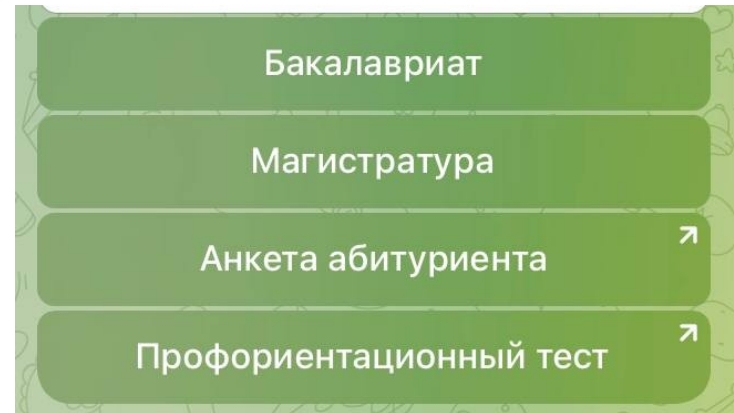 Бакалавриат
Магистратура
Анкета абитуриента
Профориентационный тест